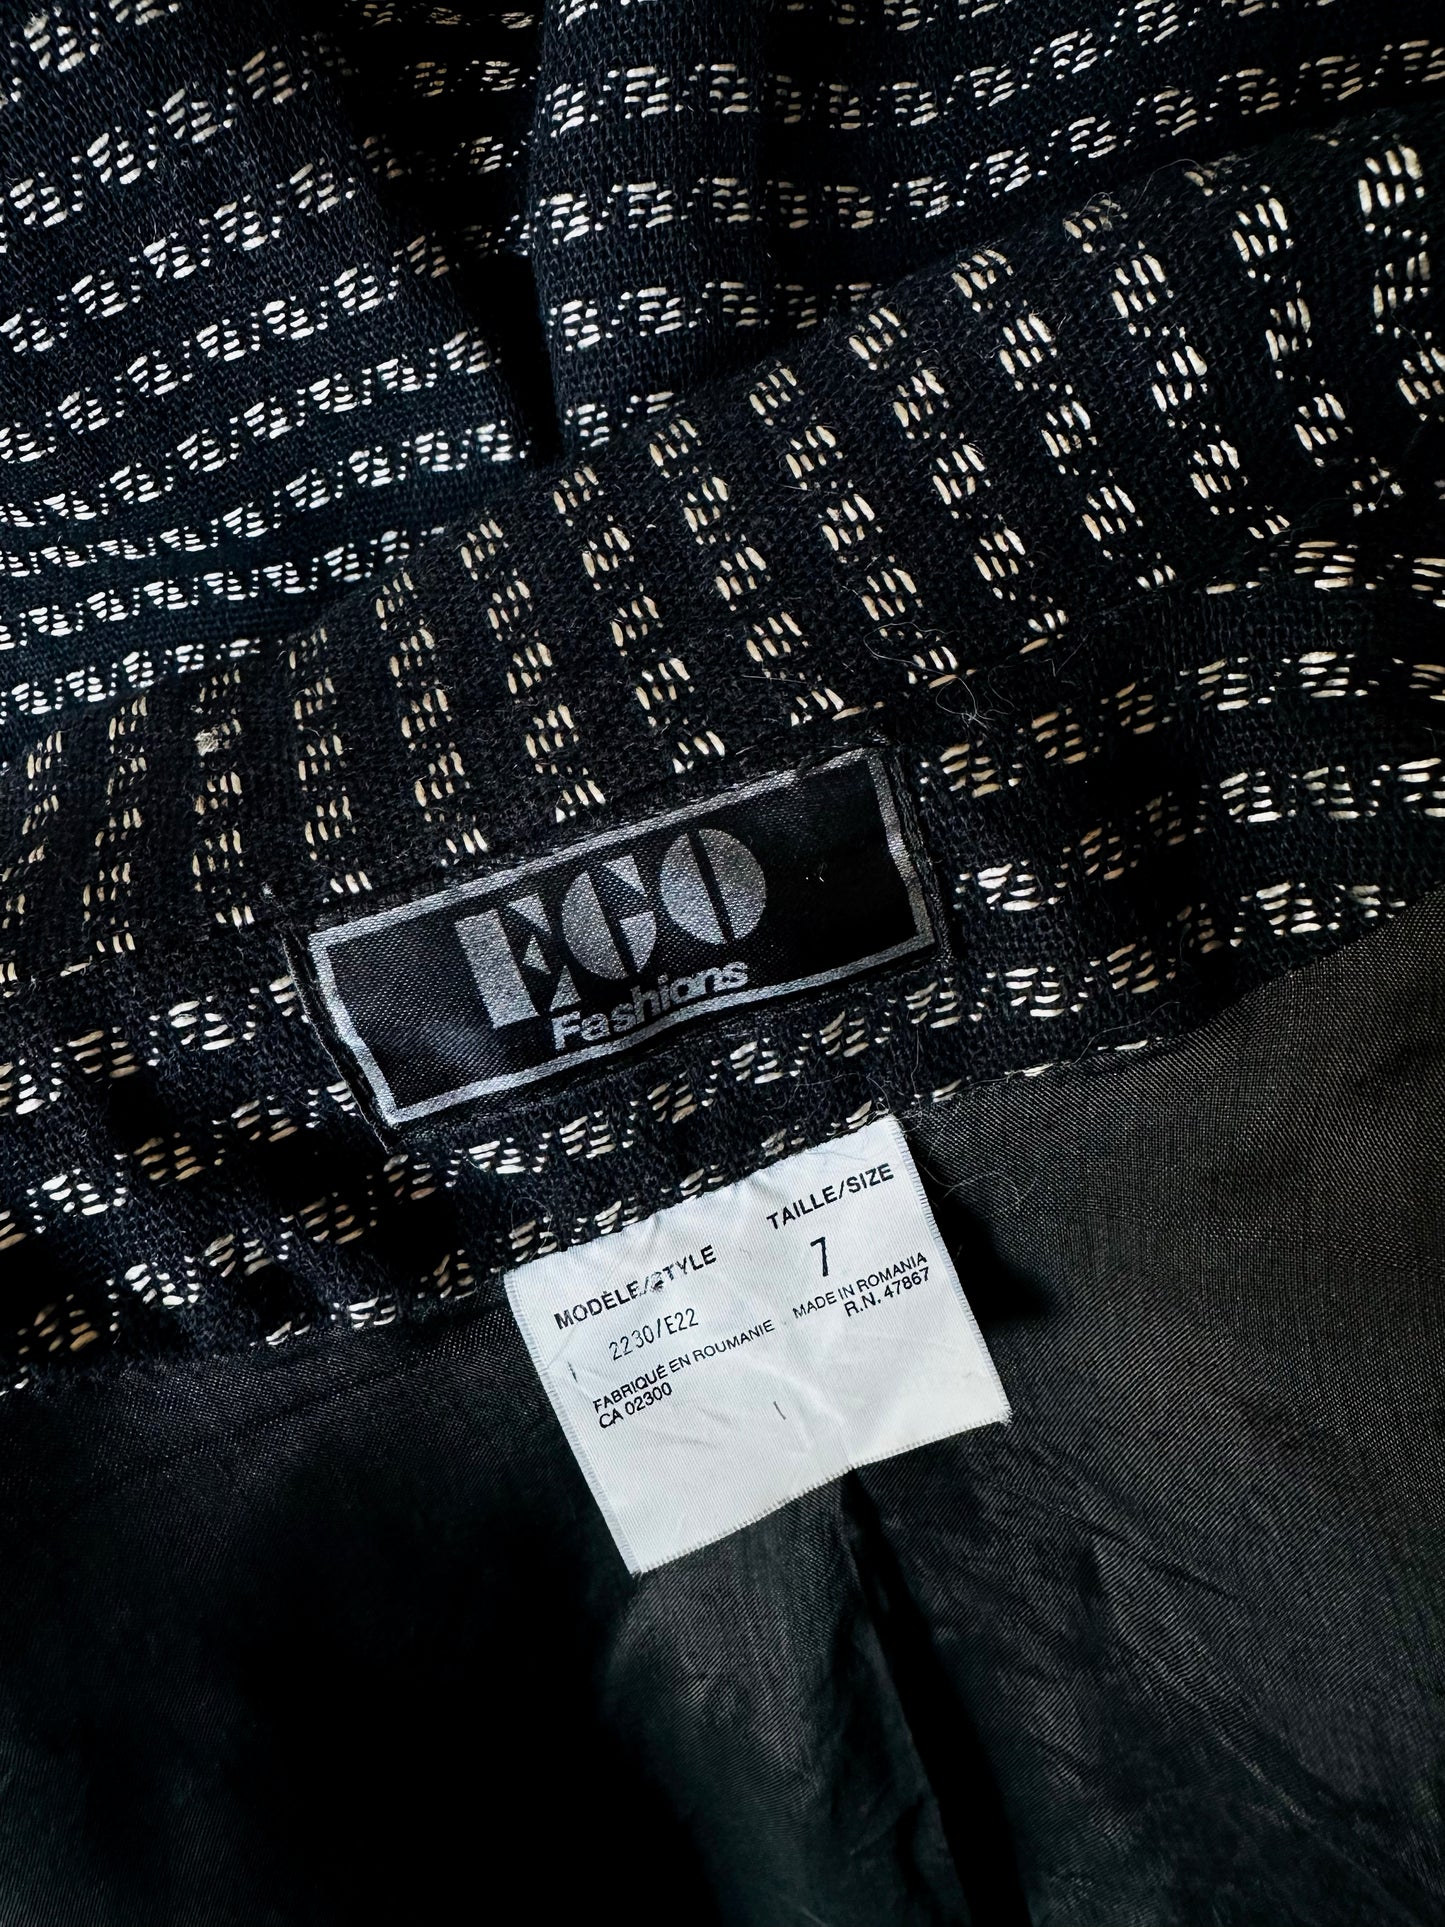 EGO
Fashions
MODÈLE/STYLE TAILLE/SIZE
2230/E22 7
FABRIQUÉ EN ROUMANIE MADE IN ROMANIA
CA 02300 R.N. 47867